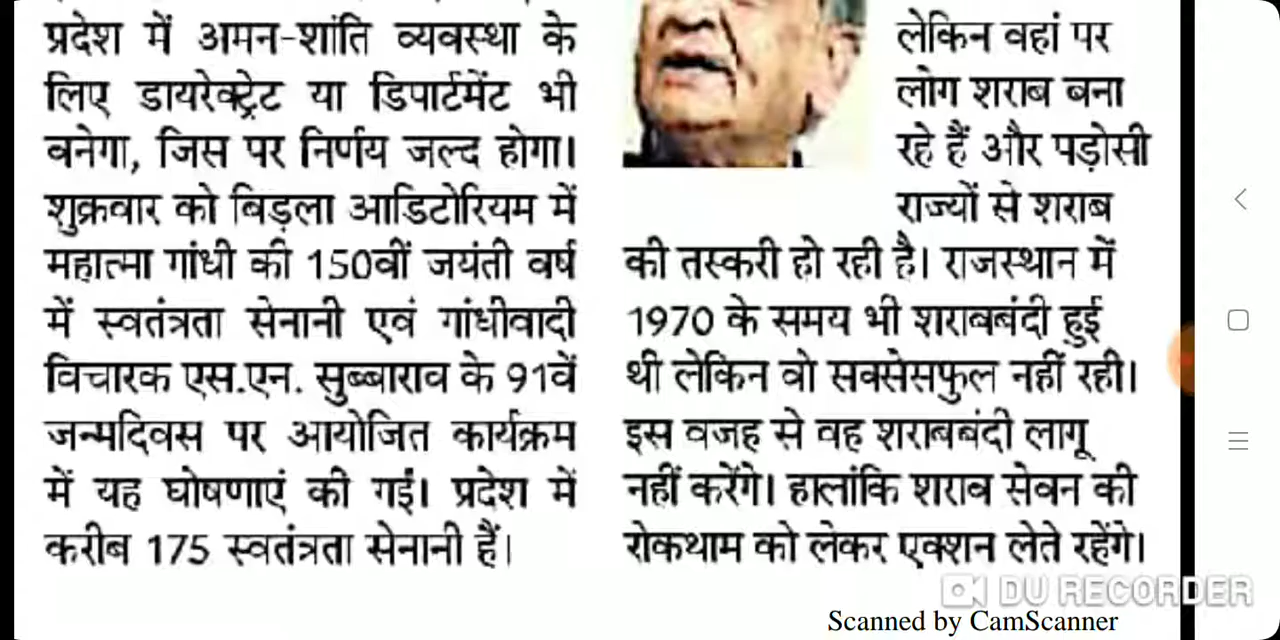 प्रदेश में अमन-शांति व्यवस्था के
लिए डायरेक्ट्रेट या डिपार्टमेंट भी
बनेगा, जिस पर निर्णय जल्द होगा।
शुक्रवार को बिड़ला आडिटोरियम में
महात्मा गांधी की 150वीं जयंती वर्ष
में स्वतंत्रता सेनानी एवं गांधीवादी
विचारक एस.एन. सुब्बाराव के 91वें
जन्मदिवस पर आयोजित कार्यक्रम
में यह घोषणाएं की गईं। प्रदेश में
करीब 175 स्वतंत्रता सेनानी हैं।
लेकिन वहां पर
लोग शराब बना
रहे हैं और पड़ोसी
राज्यों से शराब
की तस्करी हो रही है। राजस्थान में
1970 के समय भी शराबबंदी हुई
थी लेकिन वो सक्सेसफुल नहीं रही।
इस वजह से वह शराबबंदी लागू
नहीं करेंगे। हालांकि शराब सेवन की
रोकथाम को लेकर एक्शन लेते रहेंगे।
DU RECORDER
Scanned by CamScanner